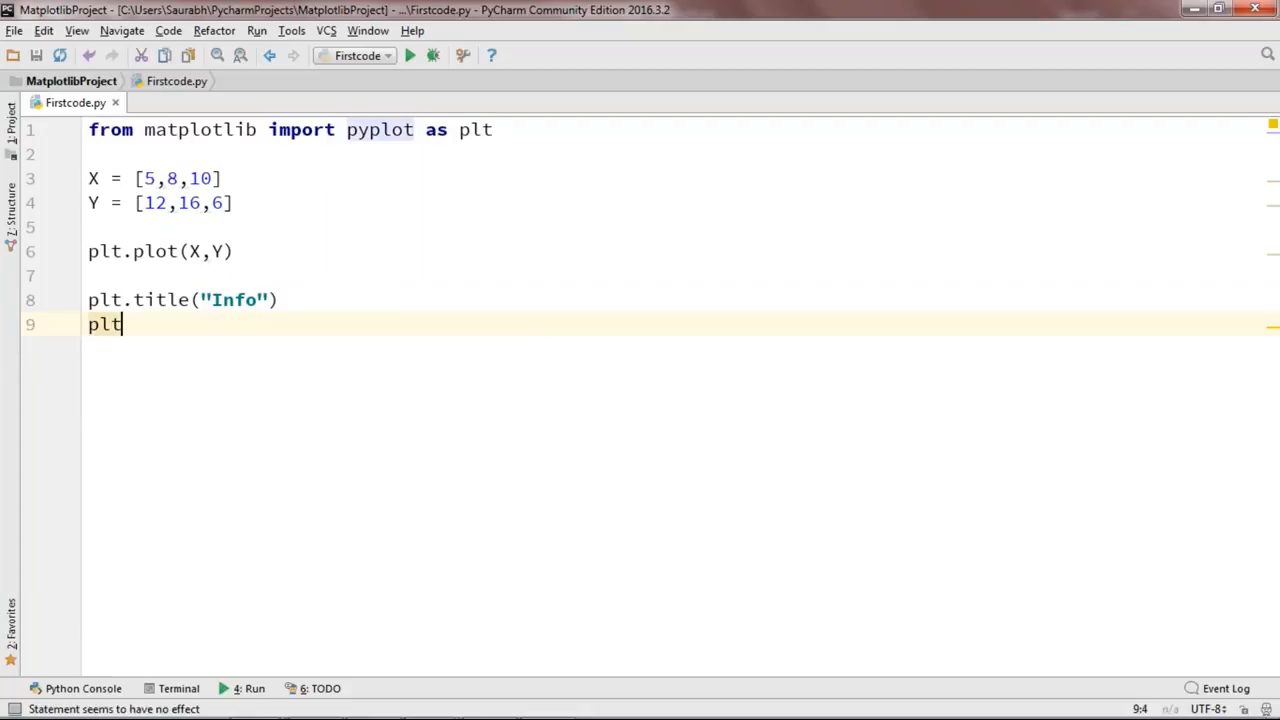 MatplotlibProject - [C:\Users\Saurabh\PycharmProjects\MatplotlibProject] - ...\Firstcode.py - PyCharm Community Edition 2016.3.2
File Edit View Navigate Code Refactor Run Tools VCS Window Help
Firstcode
MatplotlibProject Firstcode.py
Firstcode.py
1: Project
Z: Structure
2: Favorites
1 from matplotlib import pyplot as plt
2
3 X = [5,8,10]
4 Y = [12,16,6]
5
6 plt.plot(X,Y)
7
8 plt.title("Info")
9 plt
Python Console Terminal 4: Run 6: TODO Event Log
Statement seems to have no effect 9:4 n/a UTF-8